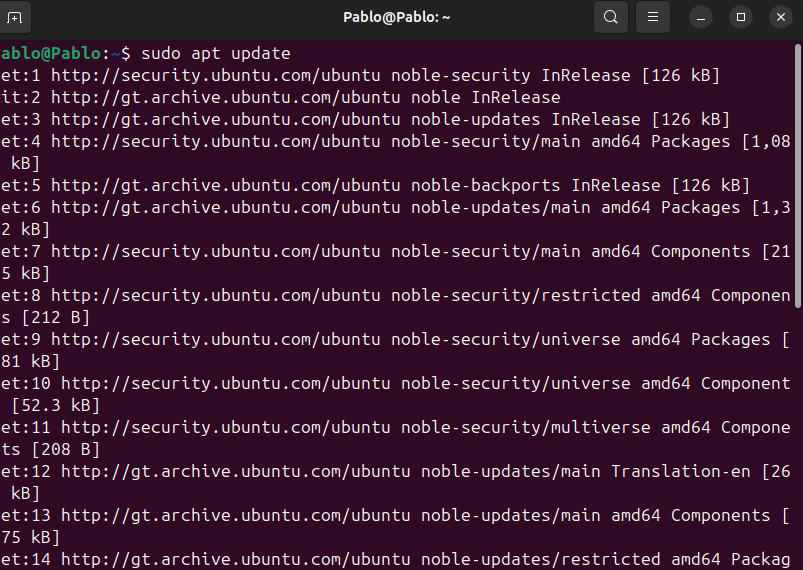 Pablo@Pablo: ~
ablo@Pablo:~$ sudo apt update
et:1 http://security.ubuntu.com/ubuntu noble-security InRelease [126 kB]
it:2 http://gt.archive.ubuntu.com/ubuntu noble InRelease
et:3 http://gt.archive.ubuntu.com/ubuntu noble-updates InRelease [126 kB]
et:4 http://security.ubuntu.com/ubuntu noble-security/main amd64 Packages [1,08
kB]
et:5 http://gt.archive.ubuntu.com/ubuntu noble-backports InRelease [126 kB]
et:6 http://gt.archive.ubuntu.com/ubuntu noble-updates/main amd64 Packages [1,3
2 kB]
et:7 http://security.ubuntu.com/ubuntu noble-security/main amd64 Components [21
5 kB]
et:8 http://security.ubuntu.com/ubuntu noble-security/restricted amd64 Componen
s [212 B]
et:9 http://security.ubuntu.com/ubuntu noble-security/universe amd64 Packages [
81 kB]
et:10 http://security.ubuntu.com/ubuntu noble-security/universe amd64 Component
[52.3 kB]
et:11 http://security.ubuntu.com/ubuntu noble-security/multiverse amd64 Compone
ts [208 B]
et:12 http://gt.archive.ubuntu.com/ubuntu noble-updates/main Translation-en [26
kB]
et:13 http://gt.archive.ubuntu.com/ubuntu noble-updates/main amd64 Components [
75 kB]
et:14 http://gt.archive.ubuntu.com/ubuntu noble-updates/restricted amd64 Packag